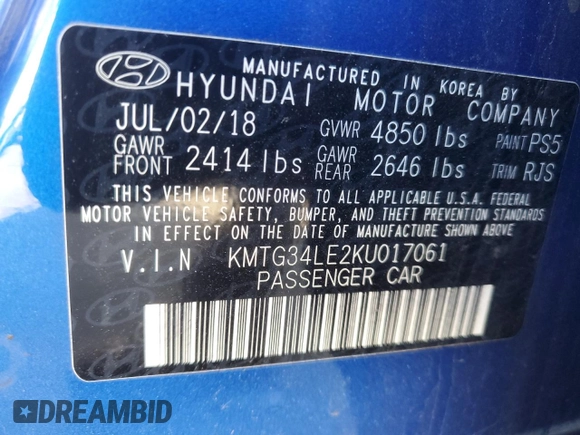 MANUFACTURED IN KOREA BY
HYUNDAI MOTOR COMPANY
JUL/02/18 GVWR 4850 lbs PAINT PS5
GAWR FRONT 2414 lbs GAWR REAR 2646 lbs TRIM RJS
THIS VEHICLE CONFORMS TO ALL APPLICABLE U.S.A. FEDERAL
MOTOR VEHICLE SAFETY, BUMPER, AND THEFT PREVENTION STANDARDS
IN EFFECT ON THE DATE OF MANUFACTURE SHOWN ABOVE
V.I.N KMTG34LE2KU017061
PASSENGER CAR
DREAMBID